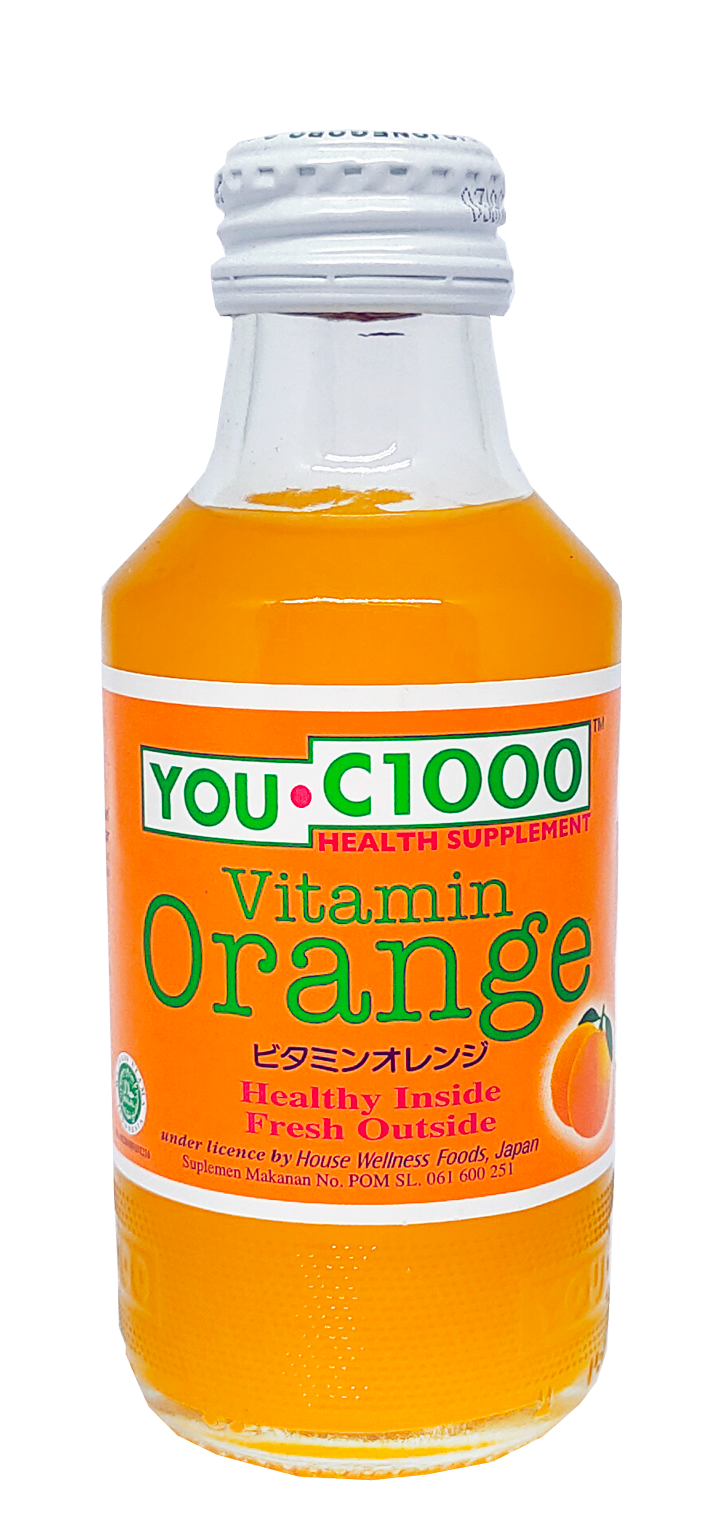 YOU•C1000
TM
HEALTH SUPPLEMENT
Vitamin
Orange
ビタミンオレンジ
Healthy Inside
Fresh Outside
under licence by House Wellness Foods, Japan
Suplemen Makanan No. POM SL. 061 600 251